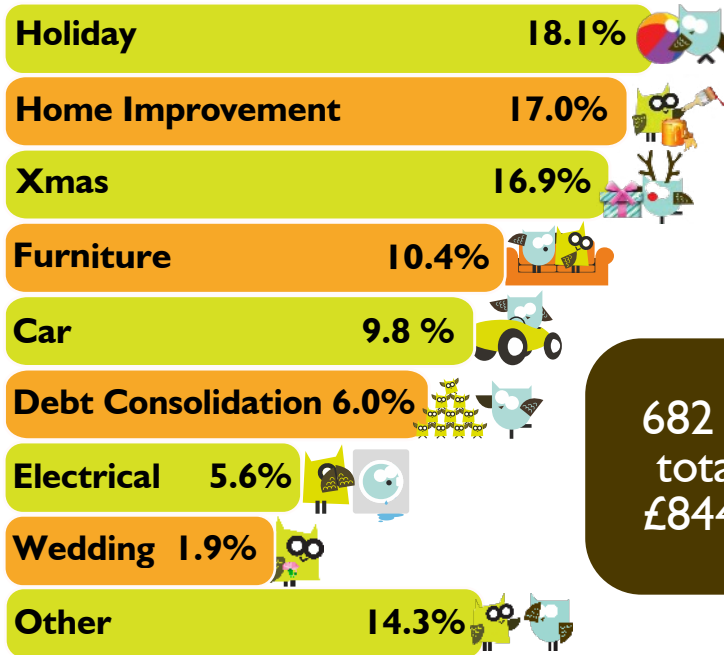 Holiday 18.1%
Home Improvement 17.0%
Xmas 16.9%
Furniture 10.4%
Car 9.8 %
Debt Consolidation 6.0%
Electrical 5.6%
Wedding 1.9%
Other 14.3%
682